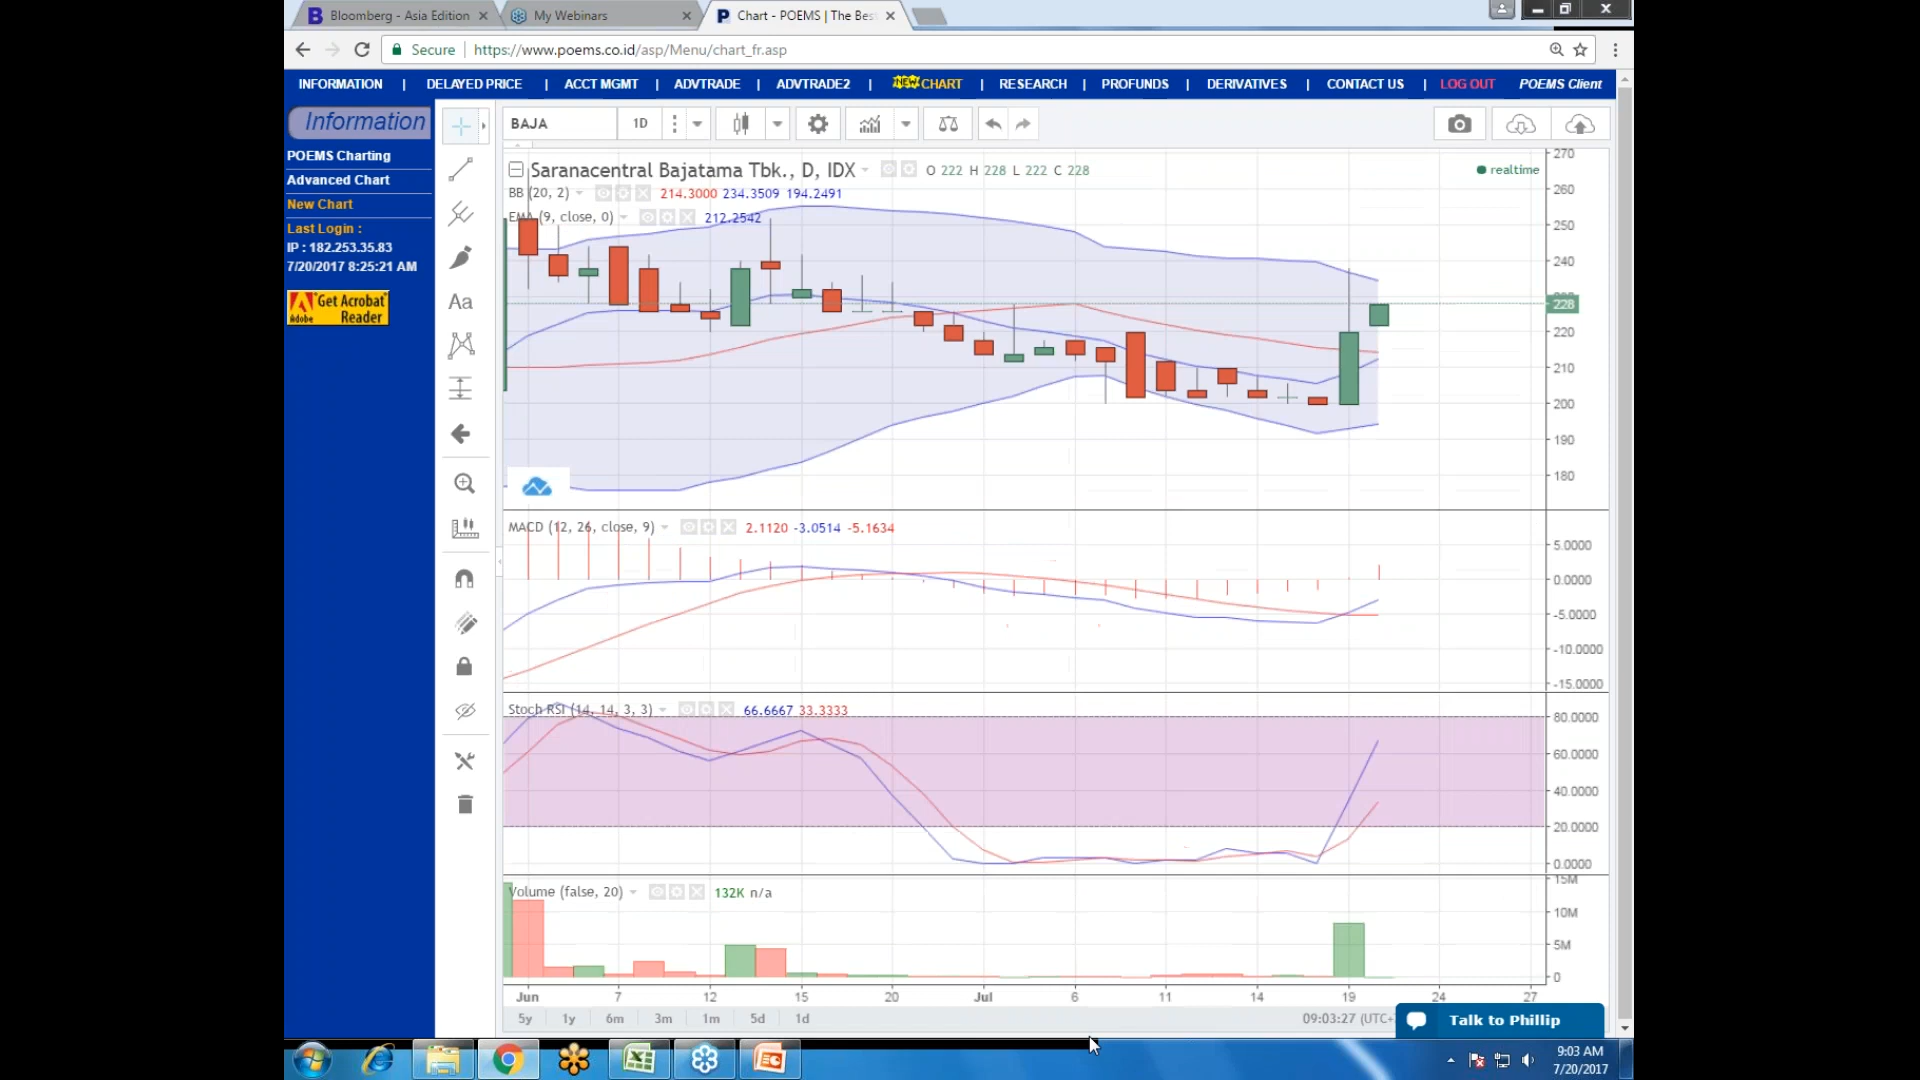 Bloomberg - Asia Edition
My Webinars
Chart - POEMS | The Bes
Secure | https://www.poems.co.id/asp/Menu/chart_fr.asp
INFORMATION | DELAYED PRICE | ACCT MGMT | ADVTRADE | ADVTRADE2 | NEW CHART | RESEARCH | PROFUNDS | DERIVATIVES | CONTACT US | LOG OUT POEMS Client
Information
POEMS Charting
Advanced Chart
New Chart
Last Login :
IP : 182.253.35.83
7/20/2017 8:25:21 AM
Get Acrobat
Adobe Reader
Aa
BAJA 1D
Saranacentral Bajatama Tbk., D, IDX O 222 H 228 L 222 C 228
realtime
BB (20, 2) 214.3000 234.3509 194.2491
EMA (9, close, 0) 212.2542
270
260
250
240
228
220
210
200
190
180
MACD (12, 26, close, 9) 2.1120 -3.0514 -5.1634
5.0000
0.0000
-5.0000
-10.0000
-15.0000
Stoch RSI (14, 14, 3, 3) 66.6667 33.3333
80.0000
60.0000
40.0000
20.0000
0.0000
Volume (false, 20) 132K n/a
15M
10M
5M
0
Jun 7 12 15 20 Jul 6 11 14 19 24 27
5y 1y 6m 3m 1m 5d 1d
09:03:27 (UTC+
Talk to Phillip
9:03 AM
7/20/2017